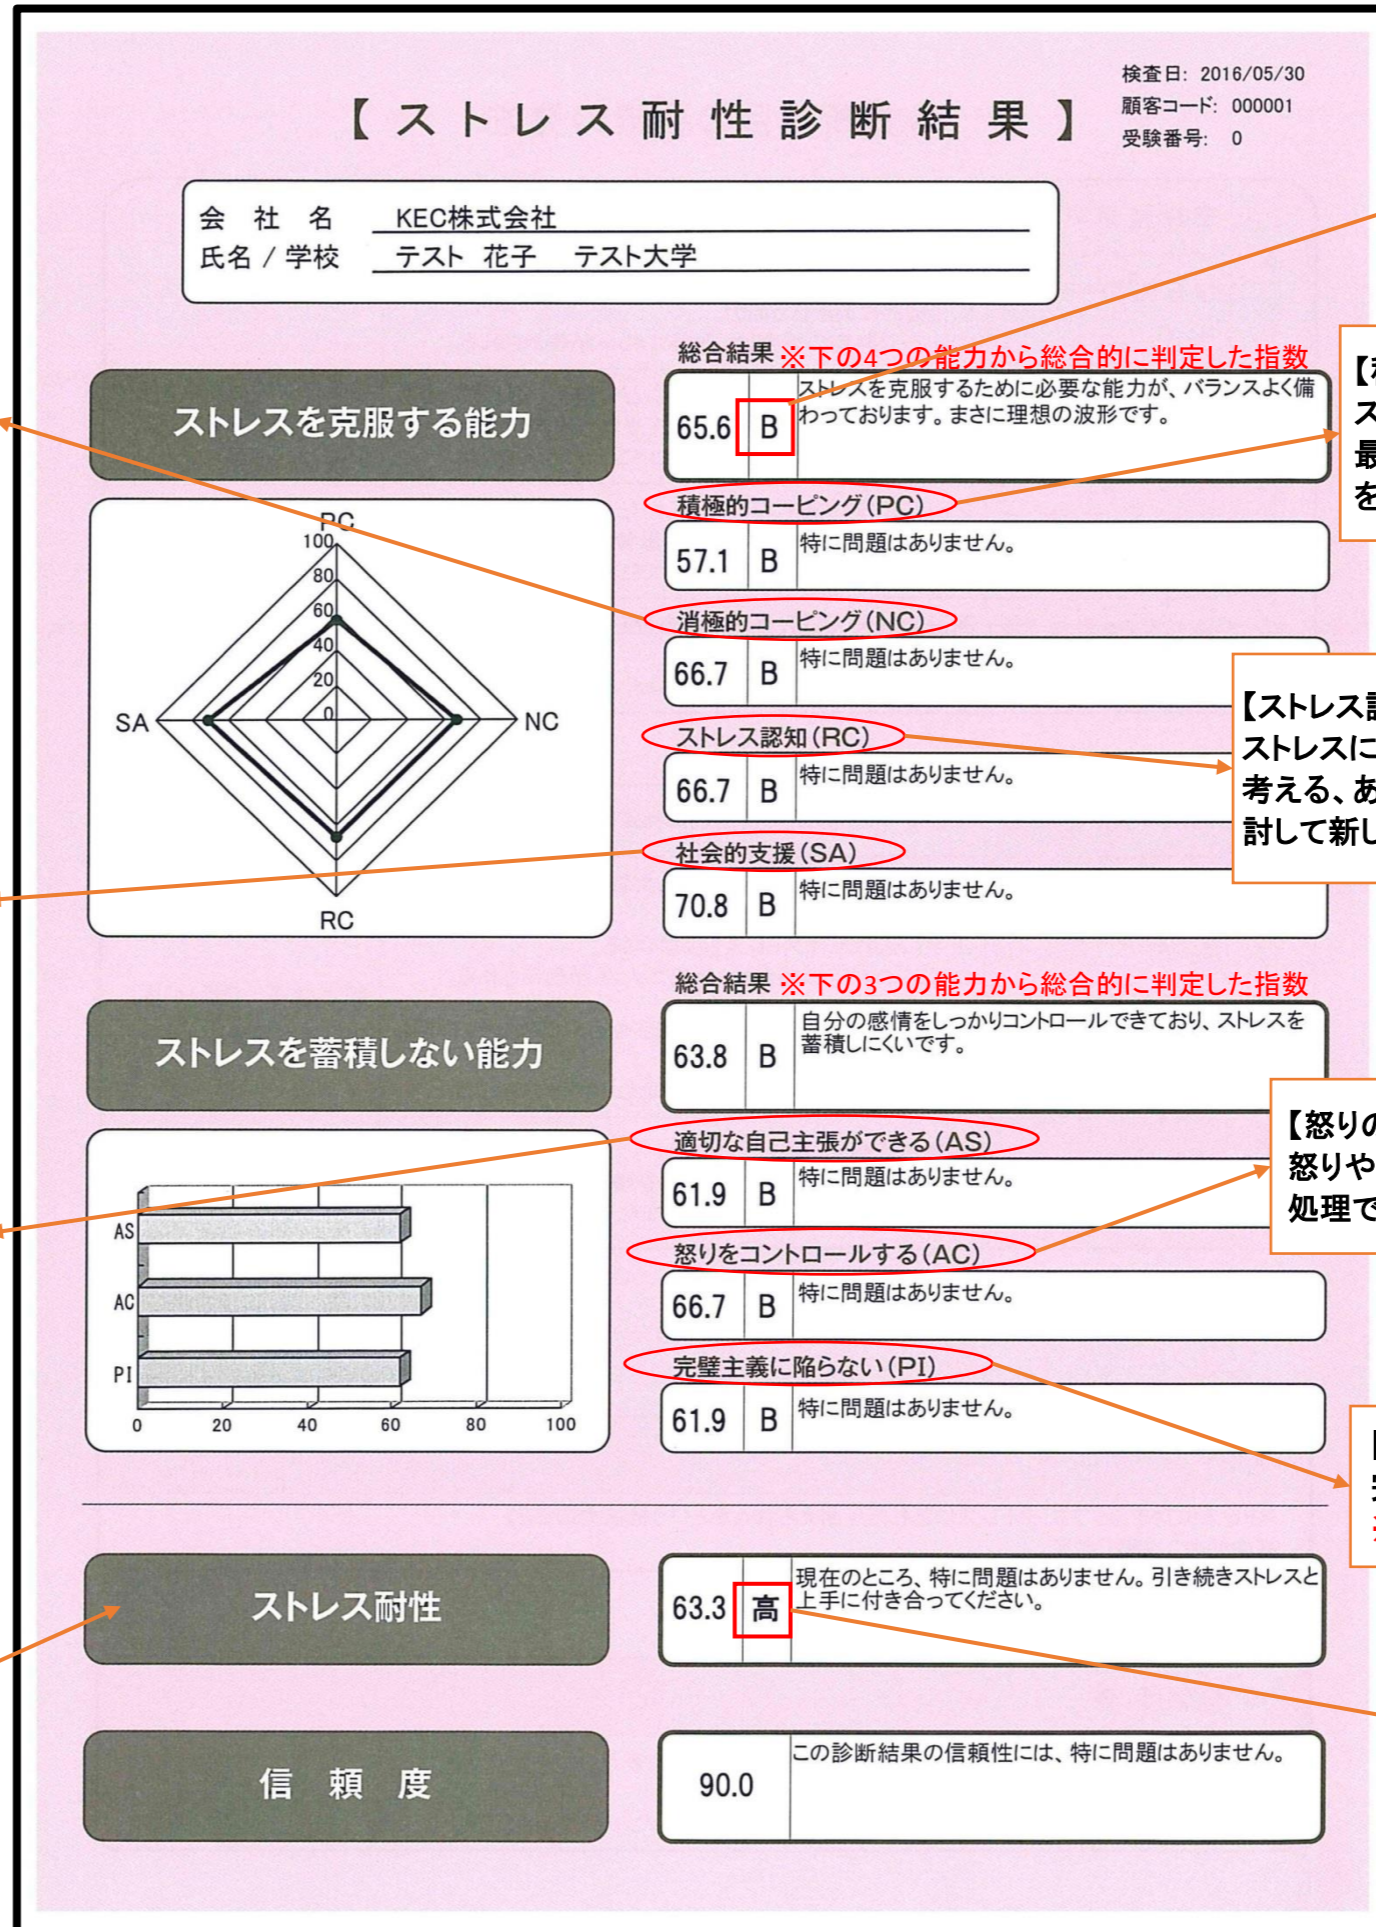 検査日: 2016/05/30
【ストレス耐性診断結果】
顧客コード: 000001
受験番号: 0
会社名 KEC株式会社
氏名 / 学校 テスト 花子 テスト大学
総合結果 ※下の4つの能力から総合的に判定した指数
ストレスを克服する能力
65.6 B ストレスを克服するために必要な能力が、バランスよく備
わっております。まさに理想の波形です。
【
ス
最
を
積極的コーピング(PC)
57.1 B 特に問題はありません。
消極的コーピング(NC)
66.7 B 特に問題はありません。
ストレス認知(RC)
66.7 B 特に問題はありません。
社会的支援(SA)
70.8 B 特に問題はありません。
PC
100
80
60
40
20
0
SA
NC
RC
【ストレス
ストレスに
考える、あ
討して新し
総合結果 ※下の3つの能力から総合的に判定した指数
ストレスを蓄積しない能力
63.8 B 自分の感情をしっかりコントロールできており、ストレスを
蓄積しにくいです。
適切な自己主張ができる(AS)
61.9 B 特に問題はありません。
怒りをコントロールする(AC)
66.7 B 特に問題はありません。
完璧主義に陥らない(PI)
61.9 B 特に問題はありません。
【怒りの
怒りや
処理で
AS
AC
PI
0 20 40 60 80 100
ストレス耐性
63.3 高 現在のところ、特に問題はありません。引き続きストレスと
上手に付き合ってください。
信頼度
90.0 この診断結果の信頼性には、特に問題はありません。